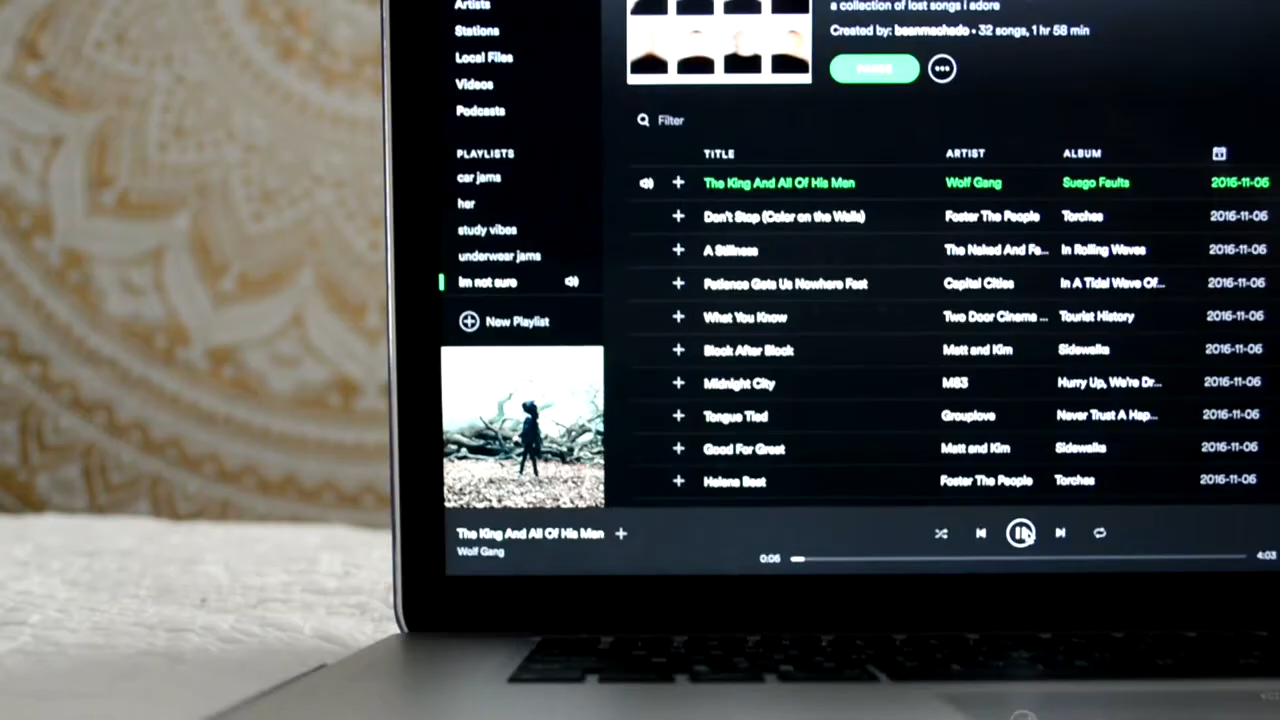 Artists
Stations
Local Files
Videos
Podcasts
PLAYLISTS
car jams
her
study vibes
underwear jams
im not sure
New Playlist
The King And All Of His Men
Wolf Gang
a collection of lost songs i adore
Created by: beanmachado • 32 songs, 1 hr 58 min
PAUSE
Filter
TITLE ARTIST ALBUM
The King And All Of His Men Wolf Gang Suego Faults 2016-11-06
Don't Stop (Color on the Walls) Foster The People Torches 2016-11-06
A Stillness The Naked And Fa... In Rolling Waves 2016-11-06
Patience Gets Us Nowhere Fast Capital Cities In A Tidal Wave Of... 2016-11-06
What You Know Two Door Cinema ... Tourist History 2016-11-06
Block After Block Matt and Kim Sidewalks 2016-11-06
Midnight City M83 Hurry Up, We're Dr... 2016-11-06
Tongue Tied Grouplove Never Trust A Hap... 2016-11-06
Good For Great Matt and Kim Sidewalks 2016-11-06
Helena Beat Foster The People Torches 2016-11-06
0:06 4:03